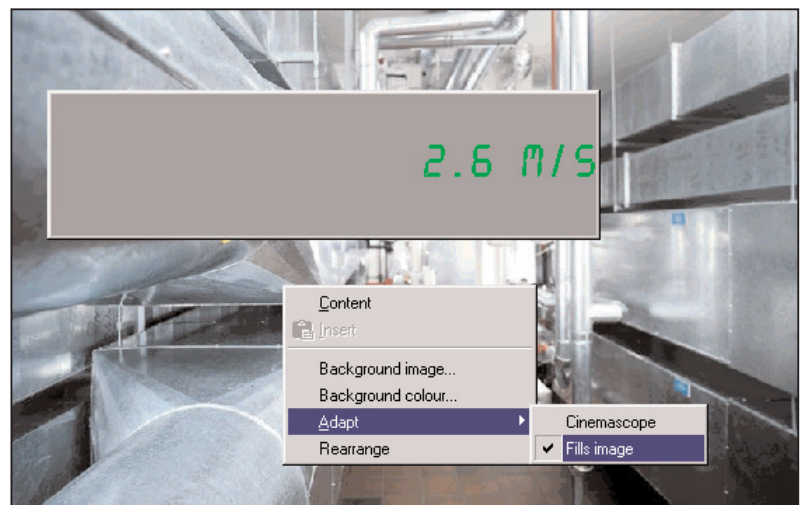 2.6 m/s
Content
Insert
Background image...
Background colour...
Adapt
Cinemascope
Rearrange
Fills image